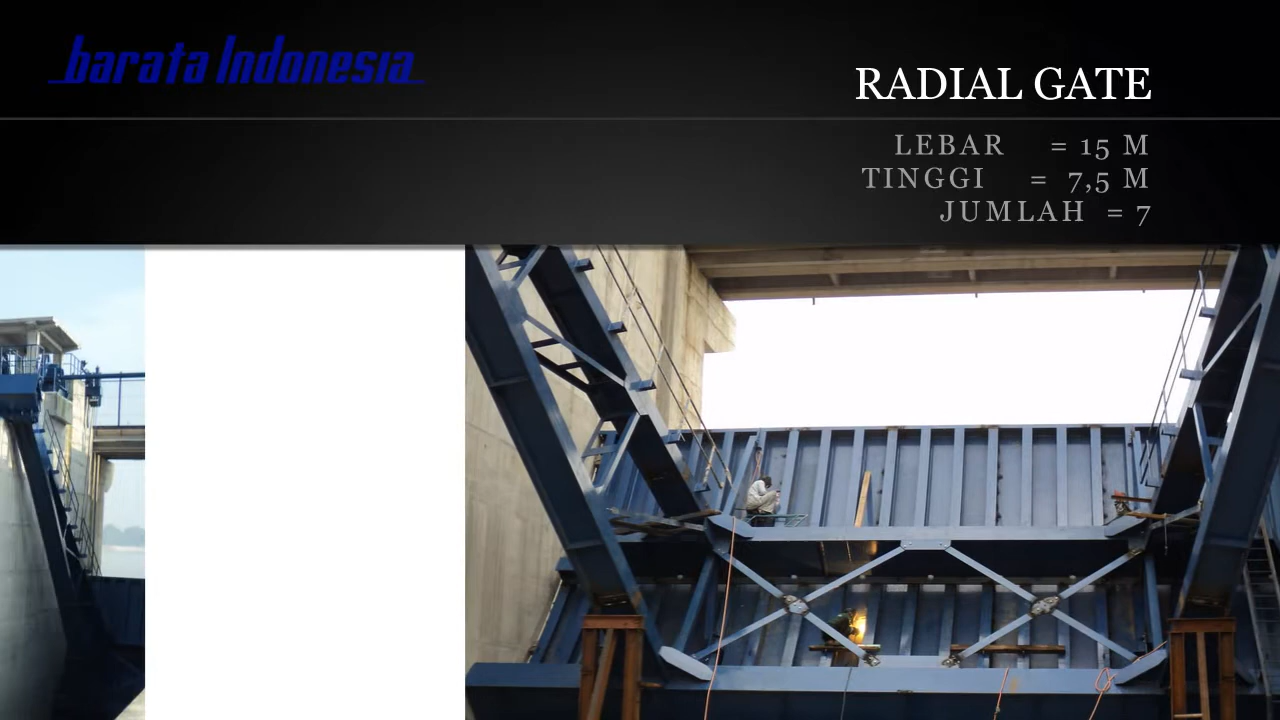 barata Indonesia
RADIAL GATE
LEBAR = 15 M
TINGGI = 7,5 M
JUMLAH = 7